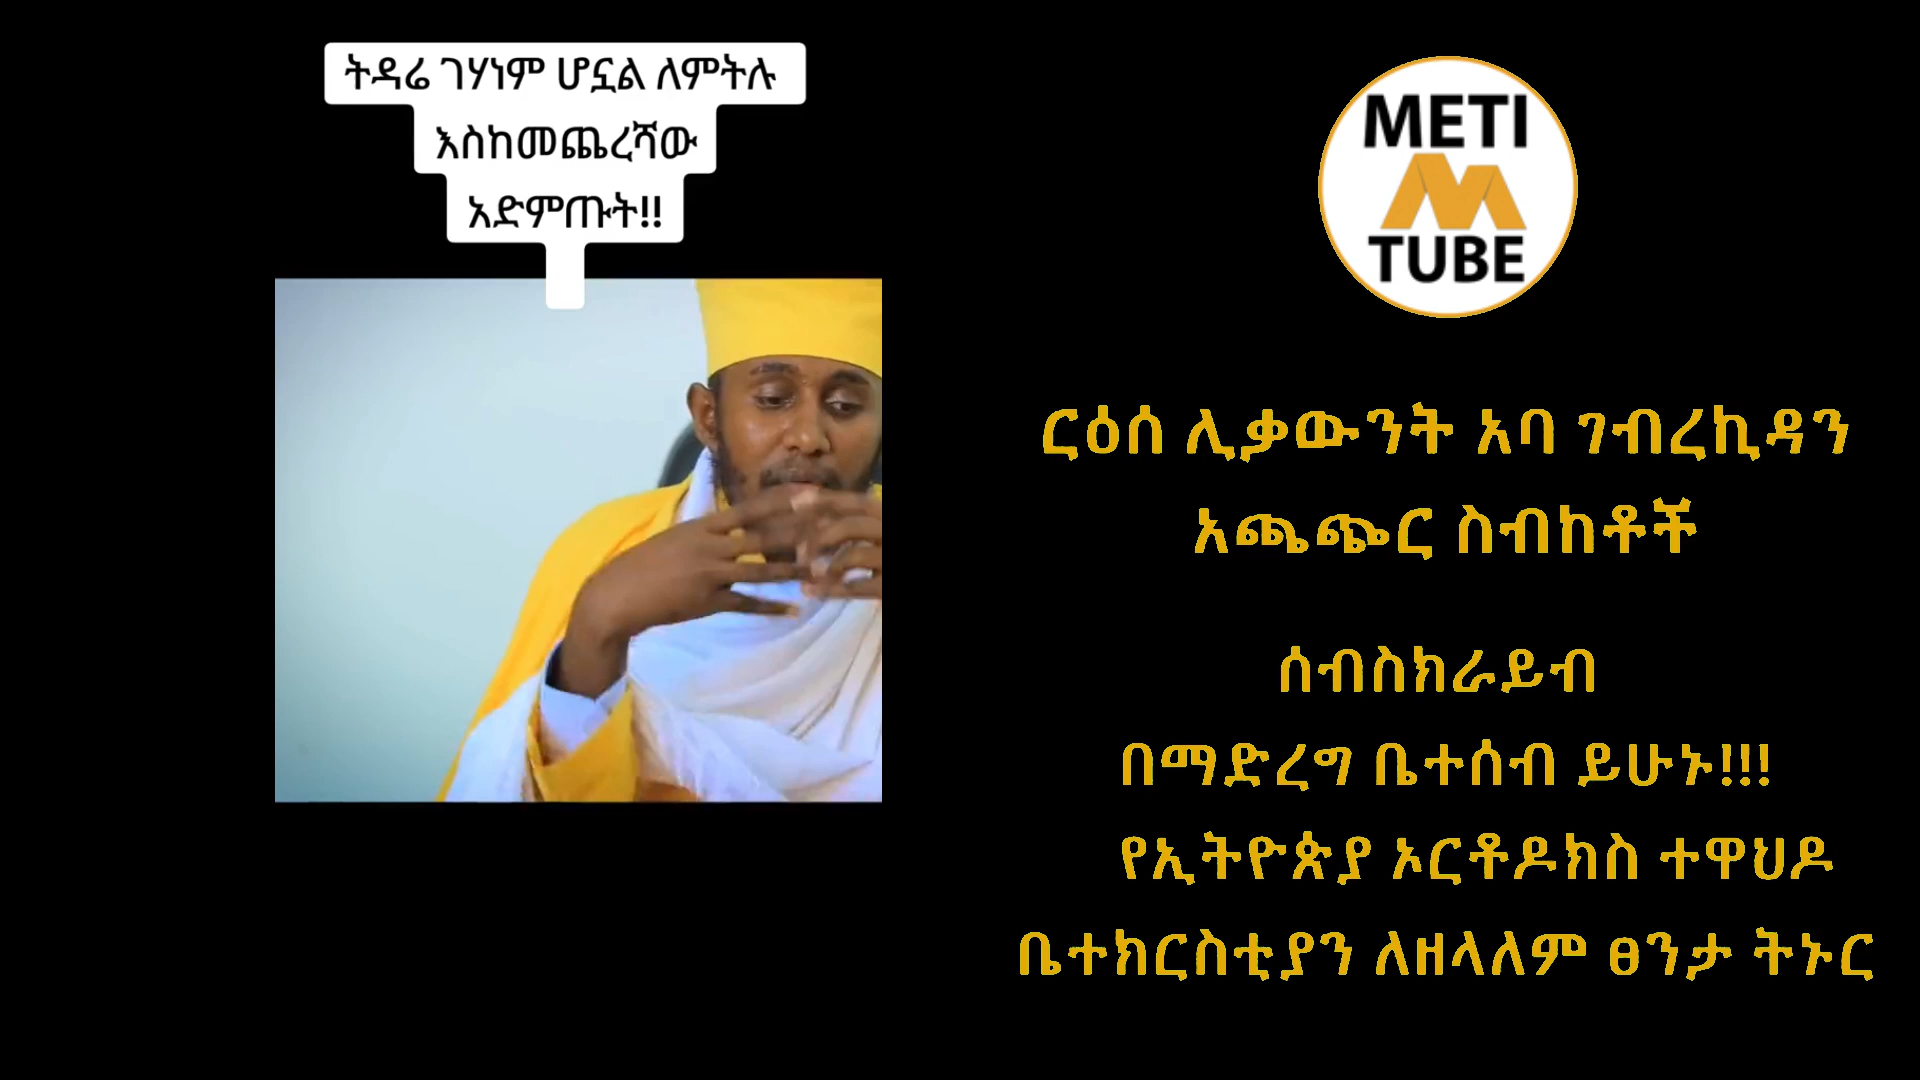 ትዳሬ ገሃነም ሆኗል ለምትሉ
እስከመጨረሻው
አድምጡት!!
METI
TUBE
ርዕሰ ሊቃውንት አባ ገብረኪዳን
አጫጭር ስብከቶች
ሰብስክራይብ
በማድረግ ቤተሰብ ይሁኑ!!!
የኢትዮጵያ ኦርቶዶክስ ተዋህዶ
ቤተክርስቲያን ለዘላለም ፀንታ ትኑር